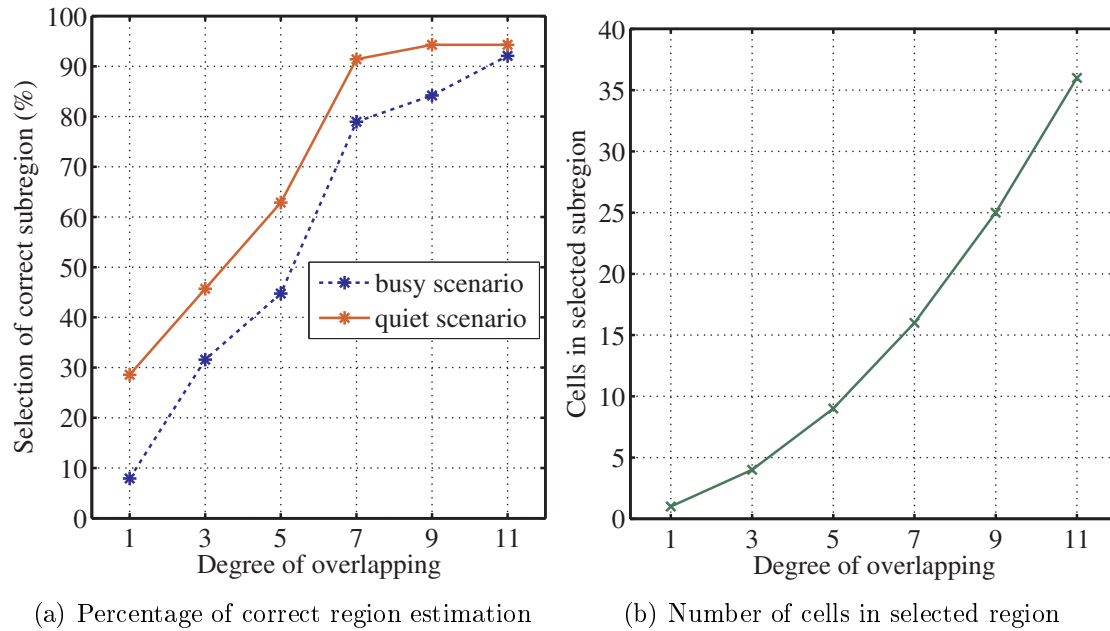 100
90
80
70
60
50
40
30
20
10
0
Selection of correct subregion (%)
busy scenario
quiet scenario
1 3 5 7 9 11
Degree of overlapping
(a) Percentage of correct region estimation
40
35
30
25
20
15
10
5
0
Cells in selected subregion
1 3 5 7 9 11
Degree of overlapping
(b) Number of cells in selected region